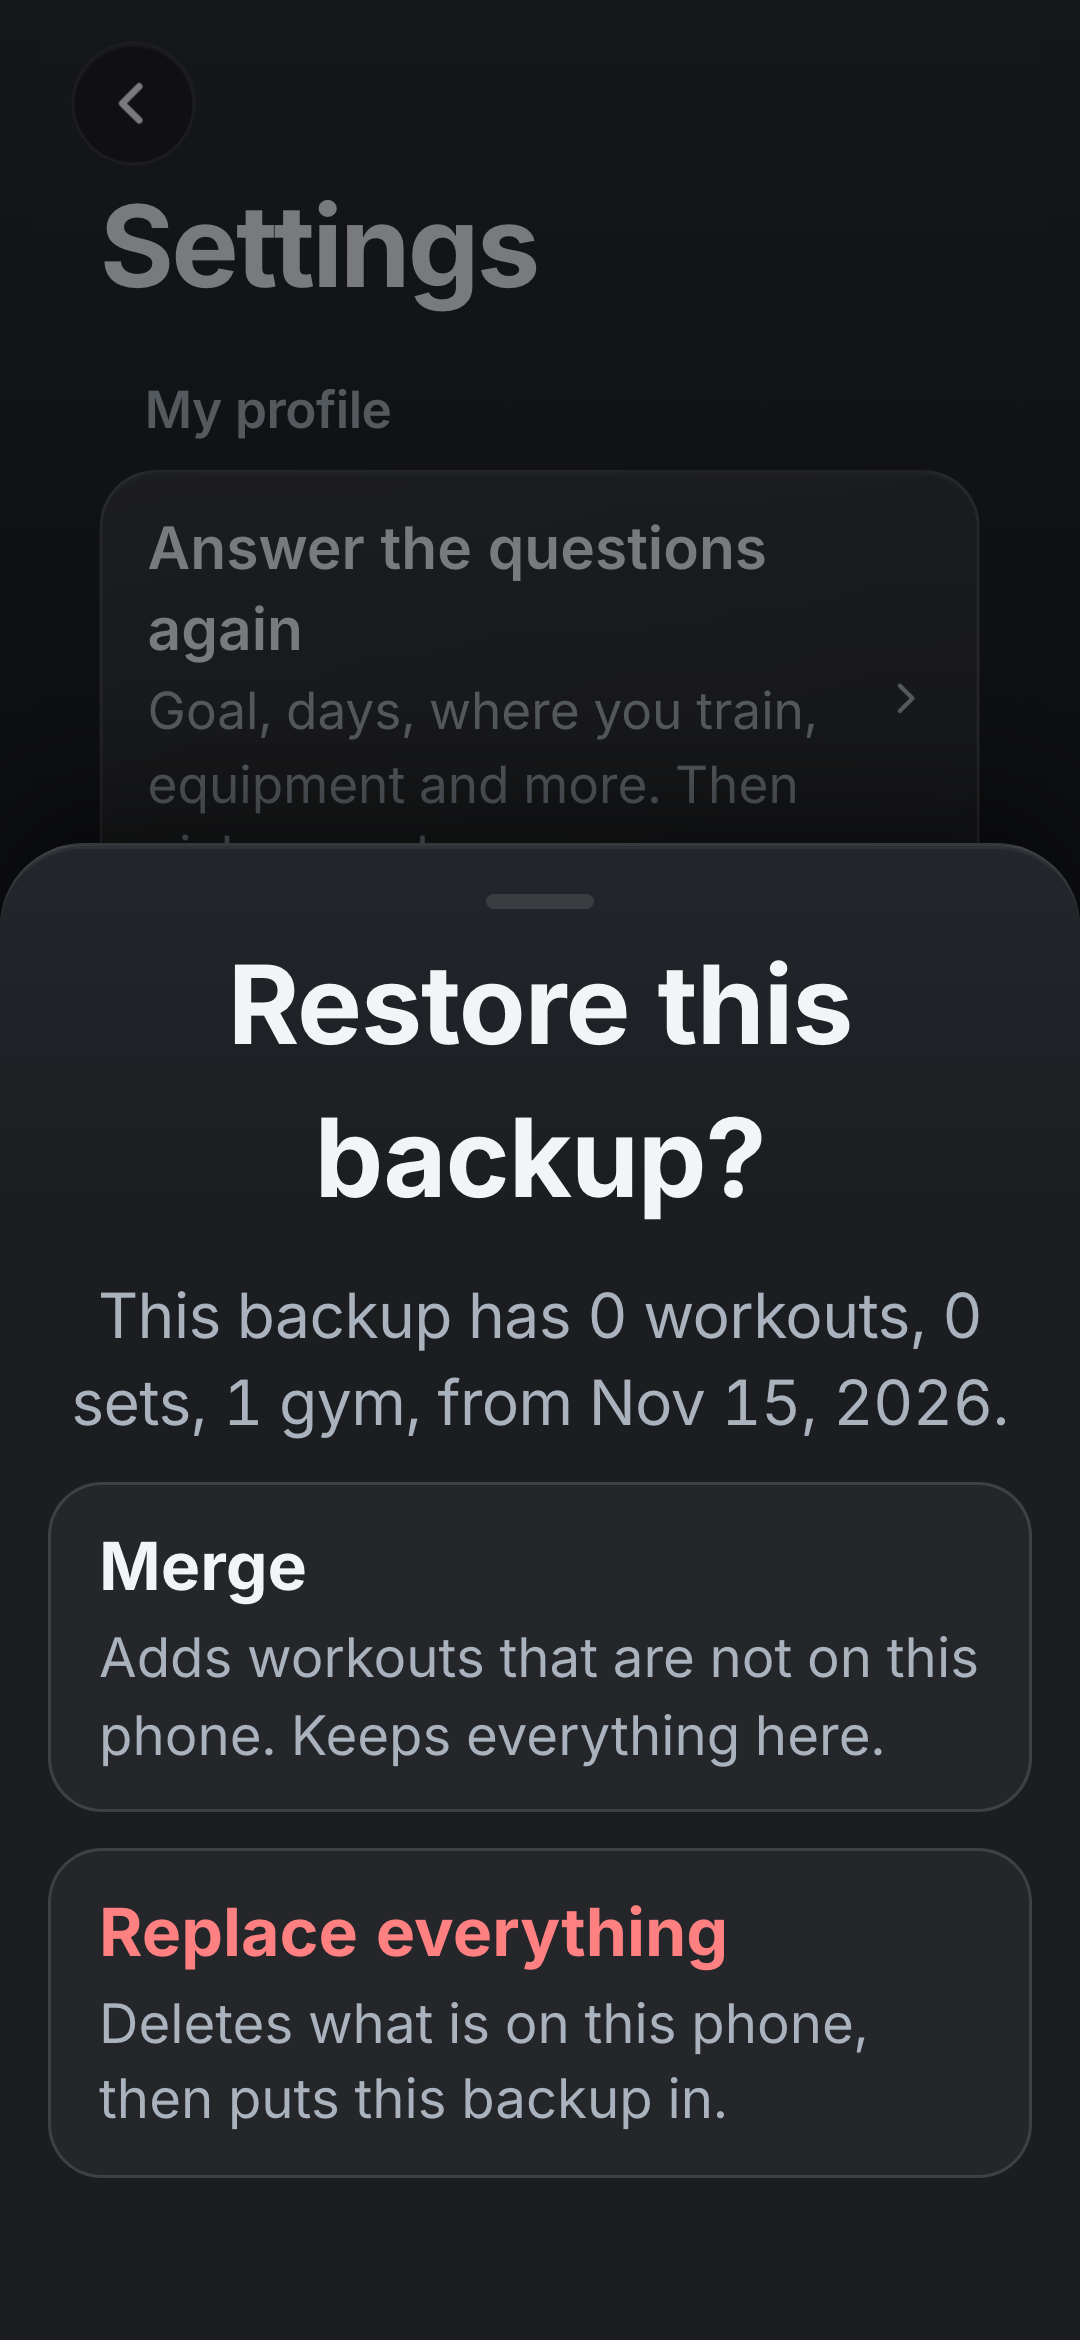 Settings
My profile
Answer the questions
again
Goal, days, where you train,
equipment and more. Then
Restore this
backup?
This backup has 0 workouts, 0
sets, 1 gym, from Nov 15, 2026.
Merge
Adds workouts that are not on this
phone. Keeps everything here.
Replace everything
Deletes what is on this phone,
then puts this backup in.